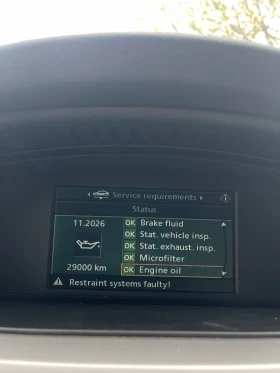 Service requirements
Status
11.2026
OK Brake fluid
OK Stat. vehicle insp.
OK Stat. exhaust. insp.
OK Microfilter
29000 km
OK Engine oil
Restraint systems faulty!